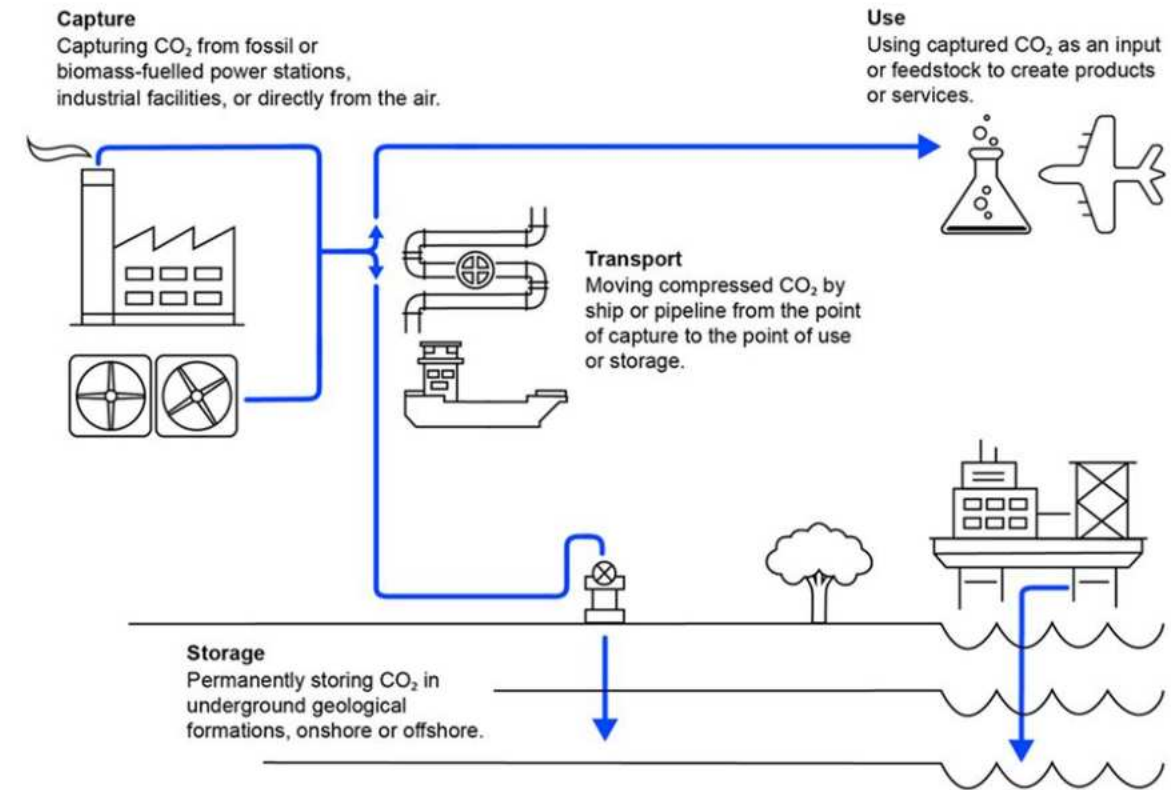 Capture
Capturing CO₂ from fossil or
biomass-fuelled power stations,
industrial facilities, or directly from the air.
Use
Using captured CO₂ as an input
or feedstock to create products
or services.
Transport
Moving compressed CO₂ by
ship or pipeline from the point
of capture to the point of use
or storage.
Storage
Permanently storing CO₂ in
underground geological
formations, onshore or offshore.